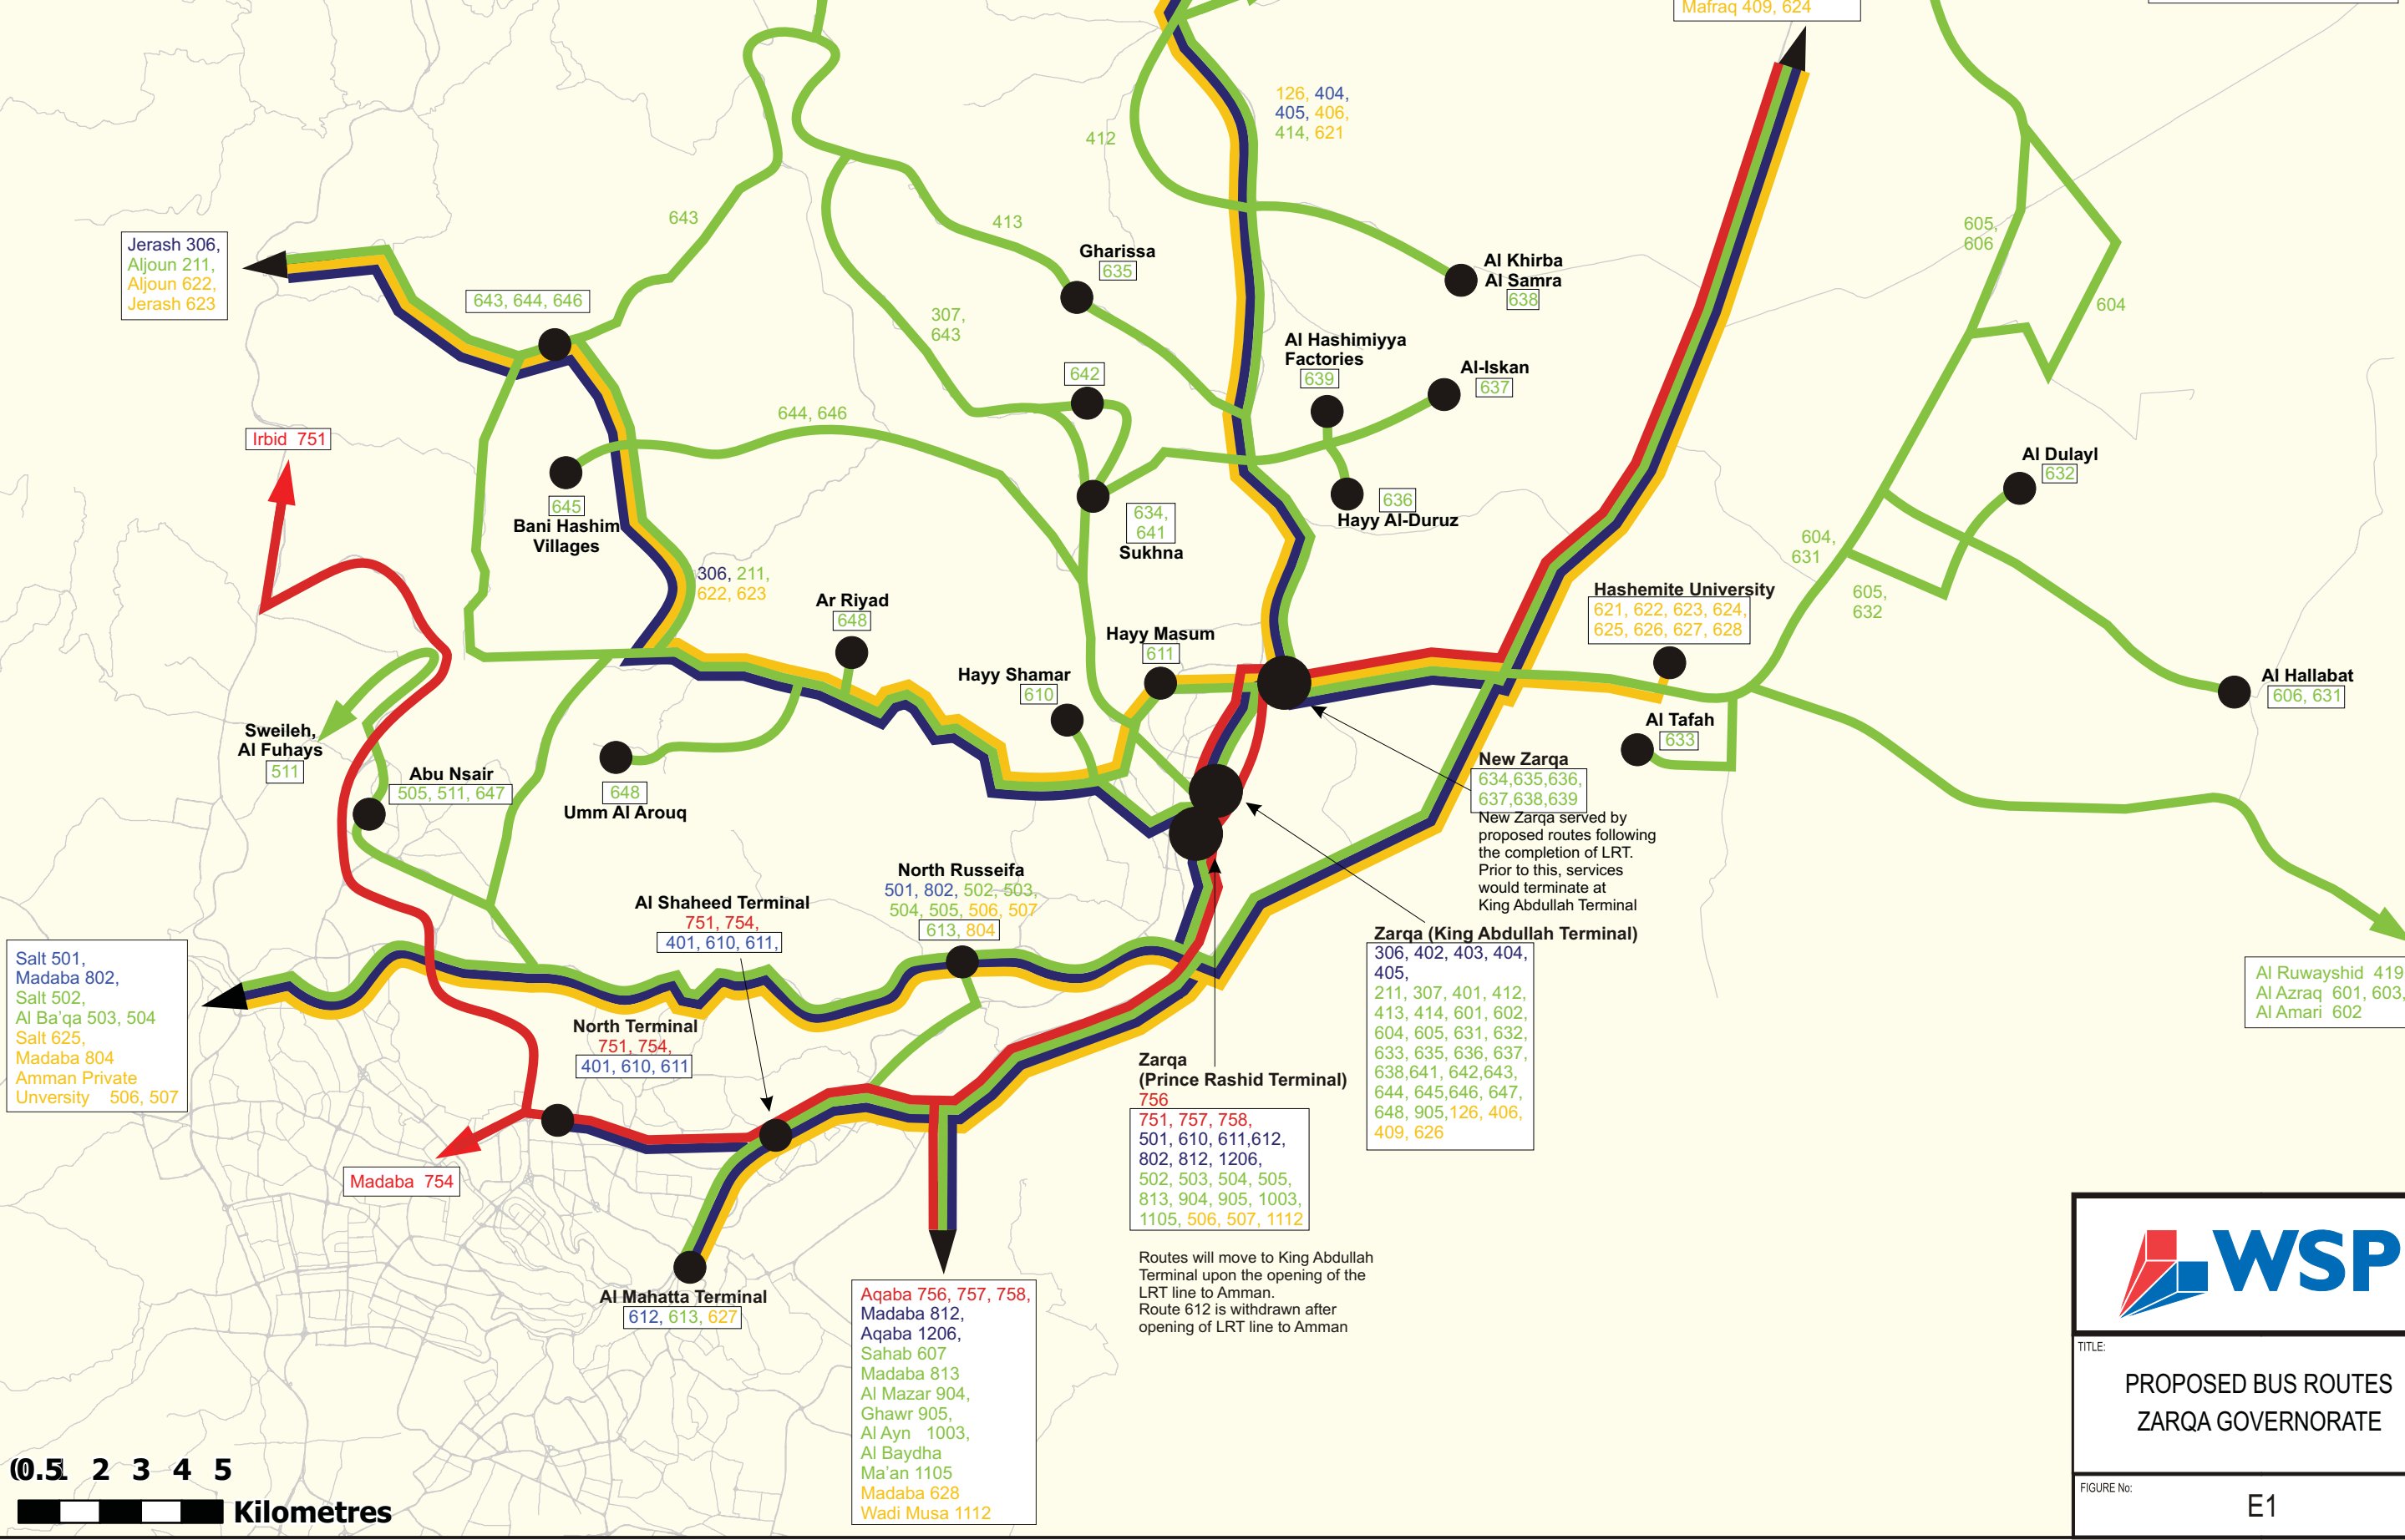 Mafraq 409, 624
126, 404,
405, 406,
414, 621
412
643
413
605,
606
604
Jerash 306,
Aljoun 211,
Aljoun 622,
Jerash 623
Gharissa
635
Al Khirba
Al Samra
638
643, 644, 646
307,
643
Al Hashimiyya
Factories
639
Al-Iskan
637
642
644, 646
Irbid 751
645
Bani Hashim
Villages
634,
641
Sukhna
636
Hayy Al-Duruz
Al Dulayl
632
604,
631
605,
632
306, 211,
622, 623
Ar Riyad
648
Hashemite University
621, 622, 623, 624,
625, 626, 627, 628
Hayy Masum
611
Hayy Shamar
610
Al Hallabat
606, 631
Al Tafah
633
Sweileh,
Al Fuhays
511
Abu Nsair
505, 511, 647
648
Umm Al Arouq
New Zarqa
634,635,636,
637,638,639
New Zarqa served by
proposed routes following
the completion of LRT.
Prior to this, services
would terminate at
King Abdullah Terminal
North Russeifa
501, 802, 502, 503,
504, 505, 506, 507
613, 804
Al Shaheed Terminal
751, 754,
401, 610, 611,
Zarqa (King Abdullah Terminal)
306, 402, 403, 404,
405,
211, 307, 401, 412,
413, 414, 601, 602,
604, 605, 631, 632,
633, 635, 636, 637,
638,641, 642,643,
644, 645,646, 647,
648, 905,126, 406,
409, 626
Salt 501,
Madaba 802,
Salt 502,
Al Ba'qa 503, 504
Salt 625,
Madaba 804
Amman Private
Unversity 506, 507
Al Ruwayshid 419
Al Azraq 601, 603,
Al Amari 602
North Terminal
751, 754,
401, 610, 611
Zarqa
(Prince Rashid Terminal)
756
751, 757, 758,
501, 610, 611,612,
802, 812, 1206,
502, 503, 504, 505,
813, 904, 905, 1003,
1105, 506, 507, 1112
Routes will move to King Abdullah
Terminal upon the opening of the
LRT line to Amman.
Route 612 is withdrawn after
opening of LRT line to Amman
Madaba 754
Al Mahatta Terminal
612, 613, 627
Aqaba 756, 757, 758,
Madaba 812,
Aqaba 1206,
Sahab 607
Madaba 813
Al Mazar 904,
Ghawr 905,
Al Ayn 1003,
Al Baydha
Ma'an 1105
Madaba 628
Wadi Musa 1112
WSP
TITLE:
PROPOSED BUS ROUTES
ZARQA GOVERNORATE
FIGURE No:
E1
0.5 2 3 4 5
Kilometres